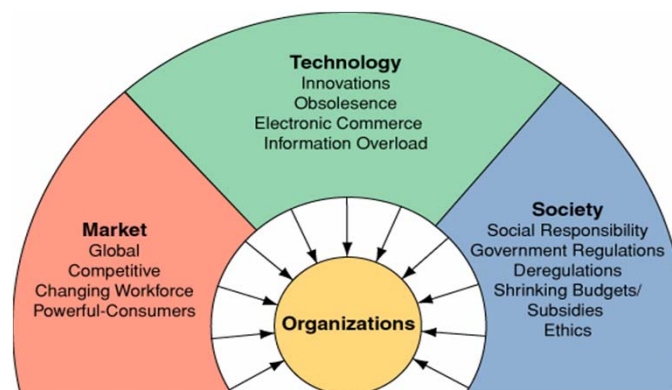 Technology
Innovations
Obsolesence
Electronic Commerce
Information Overload
Market
Global
Competitive
Changing Workforce
Powerful-Consumers
Society
Social Responsibility
Government Regulations
Deregulations
Shrinking Budgets/
Subsidies
Ethics
Organizations